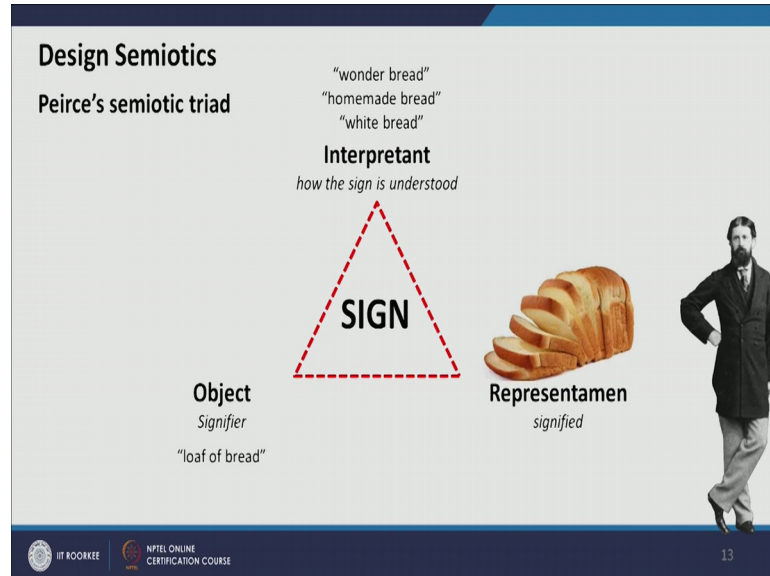 Design Semiotics
Peirce's semiotic triad
"wonder bread"
"homemade bread"
"white bread"
Interpretant
how the sign is understood
SIGN
Object
Signifier
"loaf of bread"
Representamen
signified
IIT ROORKEE
NPTEL ONLINE
CERTIFICATION COURSE
13